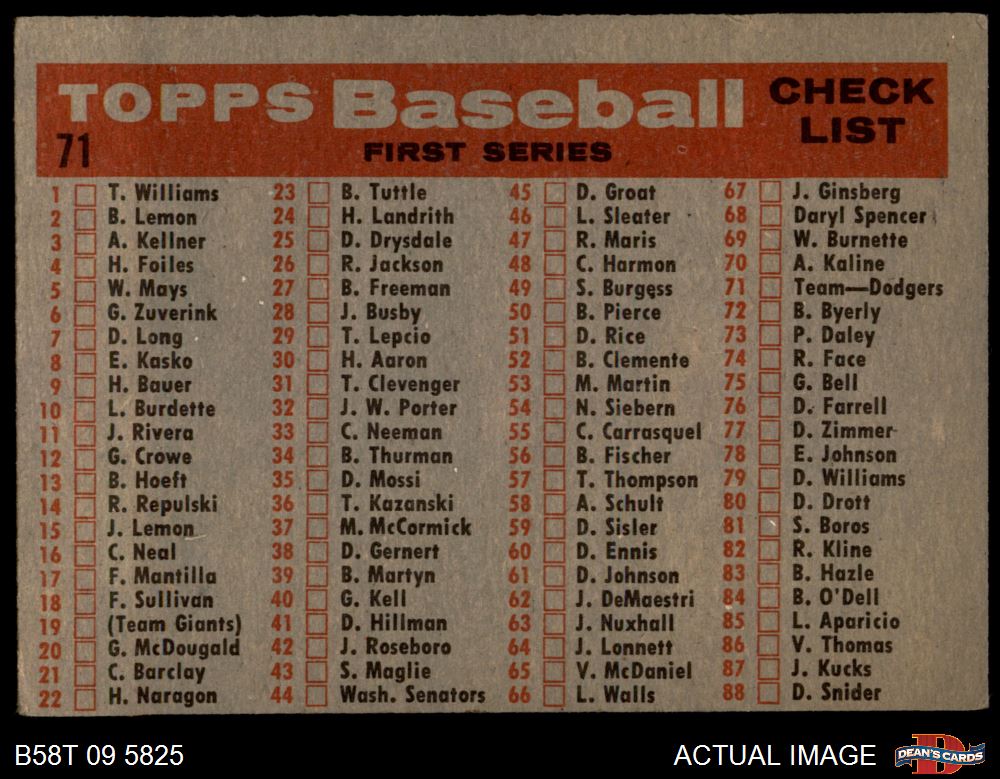 TOPPS Baseball CHECK LIST
71 FIRST SERIES
1 T. Williams
2 B. Lemon
3 A. Kellner
4 H. Foiles
5 W. Mays
6 G. Zuverink
7 D. Long
8 E. Kasko
9 H. Bauer
10 L. Burdette
11 J. Rivera
12 G. Crowe
13 B. Hoeft
14 R. Repulski
15 J. Lemon
16 C. Neal
17 F. Mantilla
18 F. Sullivan
19 (Team Giants)
20 G. McDougald
21 C. Barclay
22 H. Naragon
23 B. Tuttle
24 H. Landrith
25 D. Drysdale
26 R. Jackson
27 B. Freeman
28 J. Busby
29 T. Lepcio
30 H. Aaron
31 T. Clevenger
32 J. W. Porter
33 C. Neeman
34 B. Thurman
35 D. Mossi
36 T. Kazanski
37 M. McCormick
38 D. Gernert
39 B. Martyn
40 G. Kell
41 D. Hillman
42 J. Roseboro
43 S. Maglie
44 Wash. Senators
45 D. Groat
46 L. Sleater
47 R. Maris
48 C. Harmon
49 S. Burgess
50 B. Pierce
51 D. Rice
52 B. Clemente
53 M. Martin
54 N. Siebern
55 C. Carrasquel
56 B. Fischer
57 T. Thompson
58 A. Schult
59 D. Sisler
60 D. Ennis
61 D. Johnson
62 J. DeMaestri
63 J. Nuxhall
64 J. Lonnett
65 V. McDaniel
66 L. Walls
67 J. Ginsberg
68 Daryl Spencer
69 W. Burnette
70 A. Kaline
71 Team—Dodgers
72 B. Byerly
73 P. Daley
74 R. Face
75 G. Bell
76 D. Farrell
77 D. Zimmer
78 E. Johnson
79 D. Williams
80 D. Drott
81 S. Boros
82 R. Kline
83 B. Hazle
84 B. O'Dell
85 L. Aparicio
86 V. Thomas
87 J. Kucks
88 D. Snider
B58T 09 5825
ACTUAL IMAGE
DEAN'S CARDS